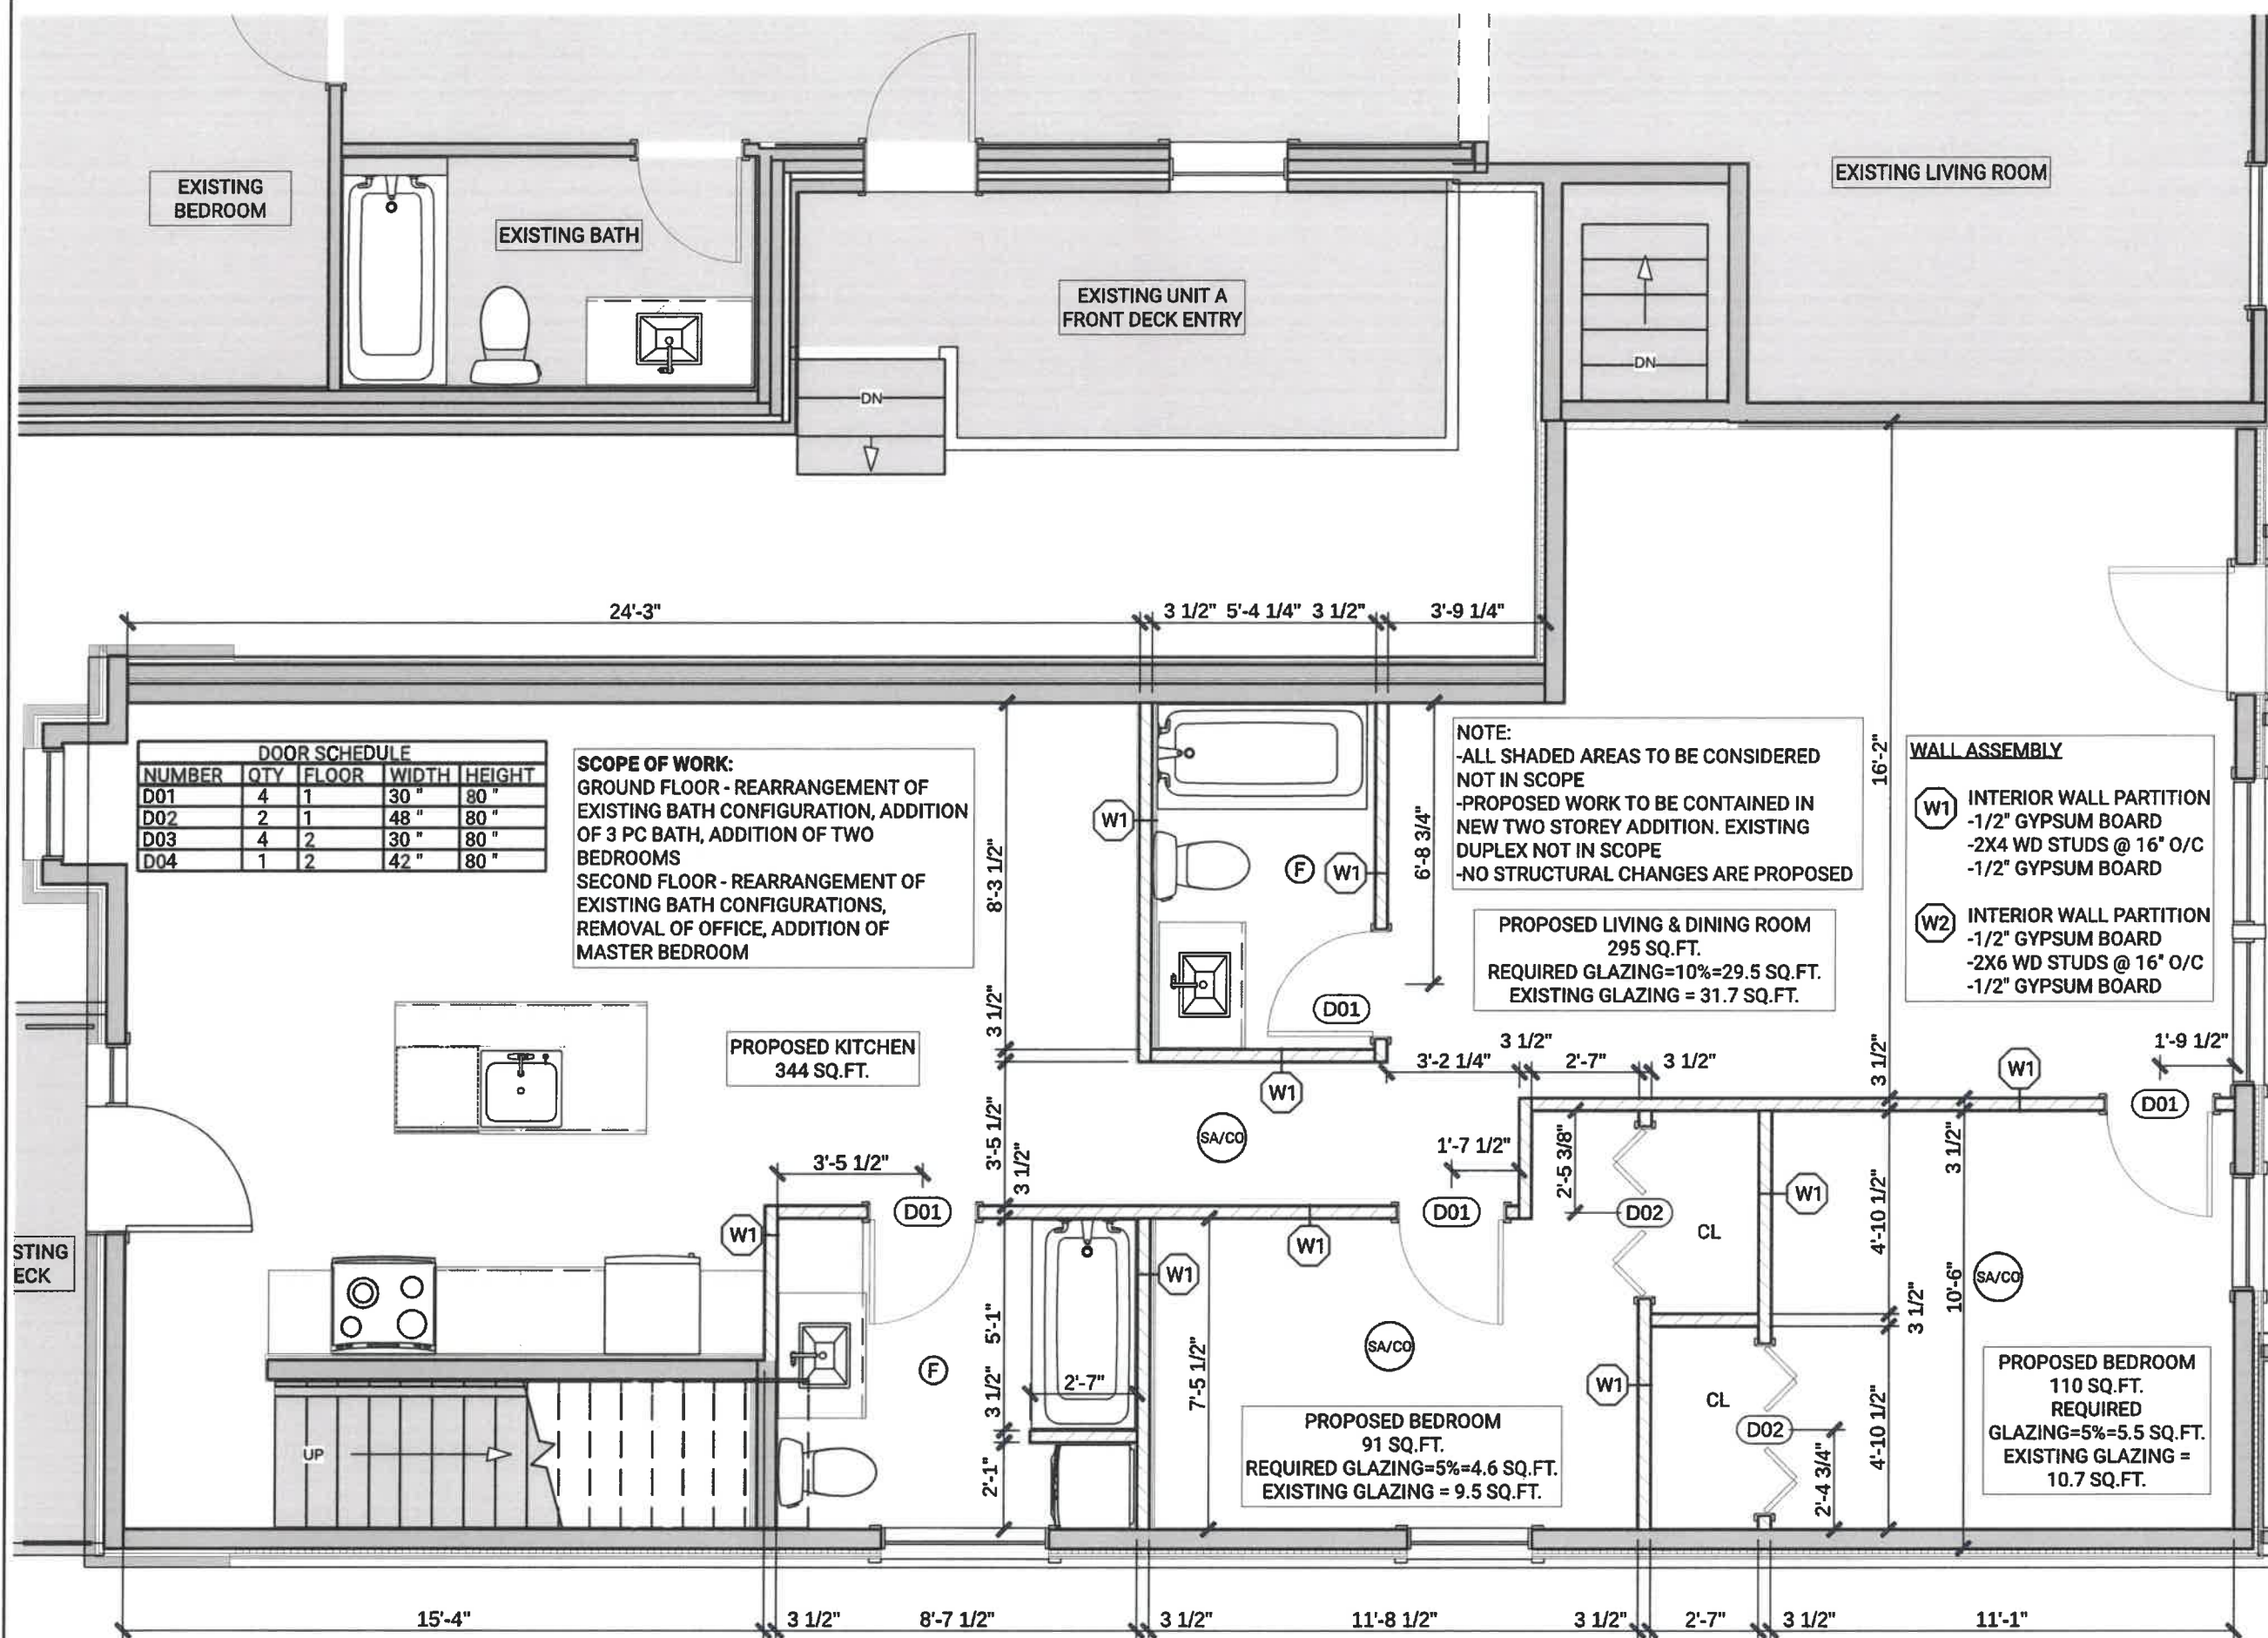 EXISTING
BEDROOM
EXISTING BATH
EXISTING UNIT A
FRONT DECK ENTRY
DN
DN
EXISTING LIVING ROOM
24'-3"
3 1/2" 5'-4 1/4" 3 1/2"
3'-9 1/4"
16'-2"
DOOR SCHEDULE
NUMBER QTY FLOOR WIDTH HEIGHT
D01 4 1 30 " 80 "
D02 2 1 48 " 80 "
D03 4 2 30 " 80 "
D04 1 2 42 " 80 "
SCOPE OF WORK:
GROUND FLOOR - REARRANGEMENT OF
EXISTING BATH CONFIGURATION, ADDITION
OF 3 PC BATH, ADDITION OF TWO
BEDROOMS
SECOND FLOOR - REARRANGEMENT OF
EXISTING BATH CONFIGURATIONS,
REMOVAL OF OFFICE, ADDITION OF
MASTER BEDROOM
8'-3 1/2"
3 1/2"
W1
F
W1
6'-8 3/4"
D01
NOTE:
-ALL SHADED AREAS TO BE CONSIDERED
NOT IN SCOPE
-PROPOSED WORK TO BE CONTAINED IN
NEW TWO STOREY ADDITION. EXISTING
DUPLEX NOT IN SCOPE
-NO STRUCTURAL CHANGES ARE PROPOSED
PROPOSED LIVING & DINING ROOM
295 SQ.FT.
REQUIRED GLAZING=10%=29.5 SQ.FT.
EXISTING GLAZING = 31.7 SQ.FT.
WALL ASSEMBLY
W1
INTERIOR WALL PARTITION
-1/2" GYPSUM BOARD
-2X4 WD STUDS @ 16" O/C
-1/2" GYPSUM BOARD
W2
INTERIOR WALL PARTITION
-1/2" GYPSUM BOARD
-2X6 WD STUDS @ 16" O/C
-1/2" GYPSUM BOARD
PROPOSED KITCHEN
344 SQ.FT.
3'-5 1/2"
3 1/2"
W1
SA/CO
3'-2 1/4"
3 1/2"
2'-7"
3 1/2"
3 1/2"
W1
1'-9 1/2"
D01
3'-5 1/2"
D01
W1
1'-7 1/2"
D01
W1
W1
2'-5 3/8"
D02
CL
W1
4'-10 1/2"
3 1/2"
3 1/2"
10'-6"
SA/CO
STING
ECK
UP
5'-1"
3 1/2"
2'-1"
F
2'-7"
7'-5 1/2"
SA/CO
PROPOSED BEDROOM
91 SQ.FT.
REQUIRED GLAZING=5%=4.6 SQ.FT.
EXISTING GLAZING = 9.5 SQ.FT.
W1
CL
D02
2'-4 3/4"
4'-10 1/2"
PROPOSED BEDROOM
110 SQ.FT.
REQUIRED
GLAZING=5%=5.5 SQ.FT.
EXISTING GLAZING =
10.7 SQ.FT.
15'-4"
3 1/2"
8'-7 1/2"
3 1/2"
11'-8 1/2"
3 1/2"
2'-7"
3 1/2"
11'-1"